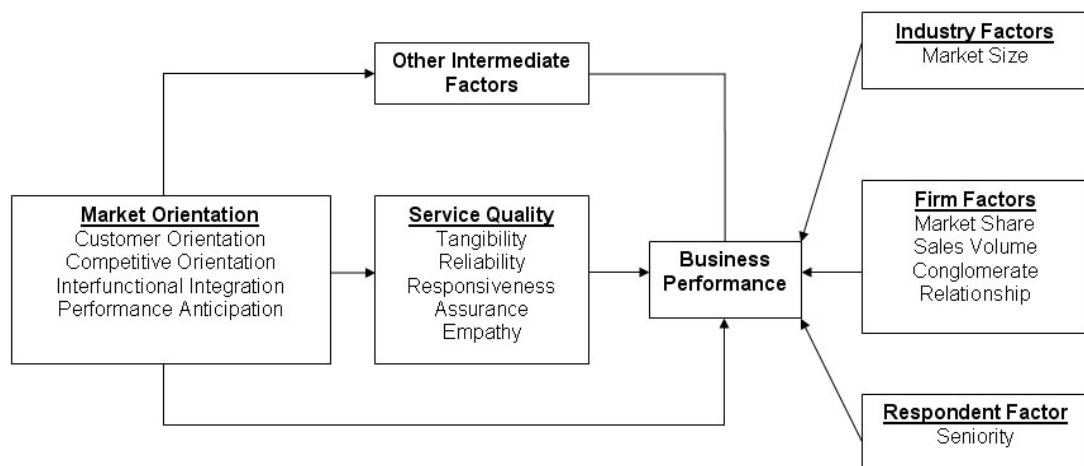 Other Intermediate
Factors
Industry Factors
Market Size
Market Orientation
Customer Orientation
Competitive Orientation
Interfunctional Integration
Performance Anticipation
Service Quality
Tangibility
Reliability
Responsiveness
Assurance
Empathy
Business
Performance
Firm Factors
Market Share
Sales Volume
Conglomerate
Relationship
Respondent Factor
Seniority